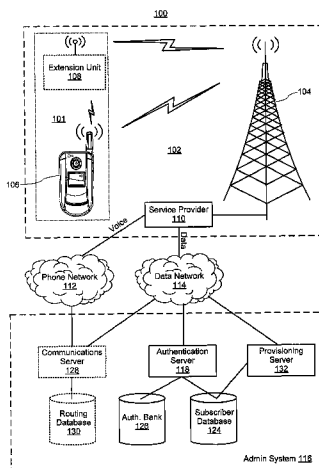 100
Extension Unit
108
101
104
102
106
Service Provider
110
Voice
Data
Phone Network
112
Data Network
114
Communications
Server
128
Authentication
Server
118
Provisioning
Server
132
Routing
Database
130
Auth. Bank
126
Subscriber
Database
124
Admin System 116